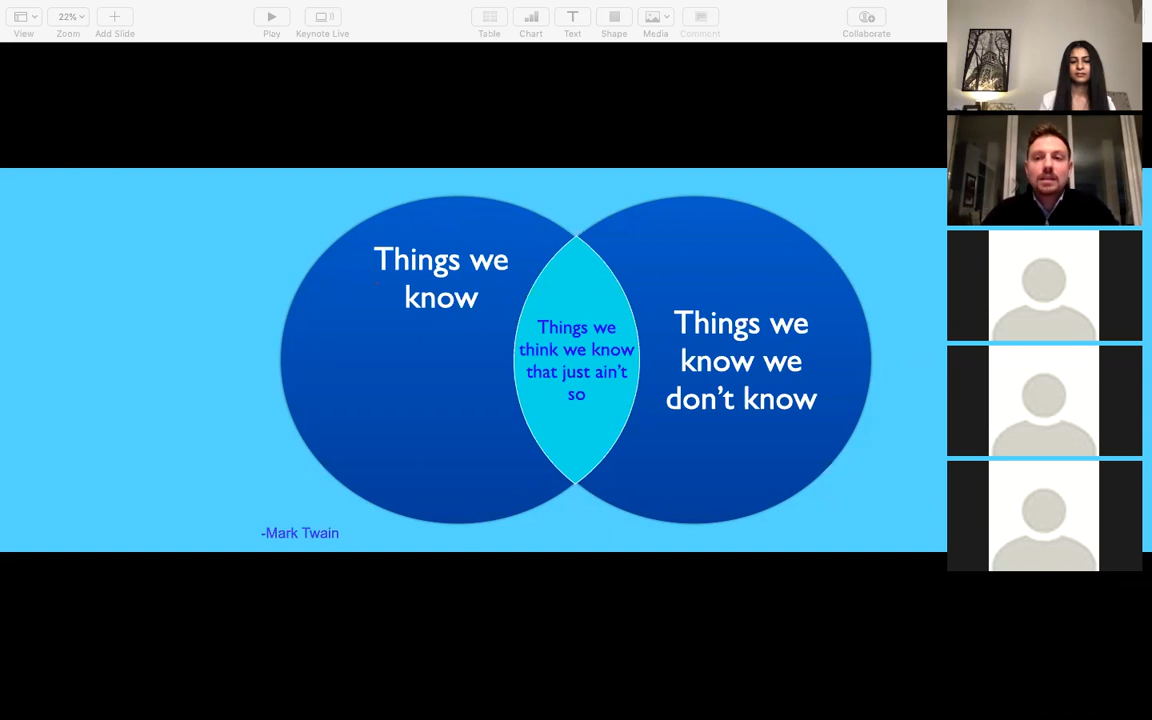 22%
View
Zoom
Add Slide
Play
Keynote Live
Table
Chart
Text
Shape
Media
Comment
Collaborate
Things we
know
Things we
think we know
that just ain't
so
Things we
know we
don't know
-Mark Twain